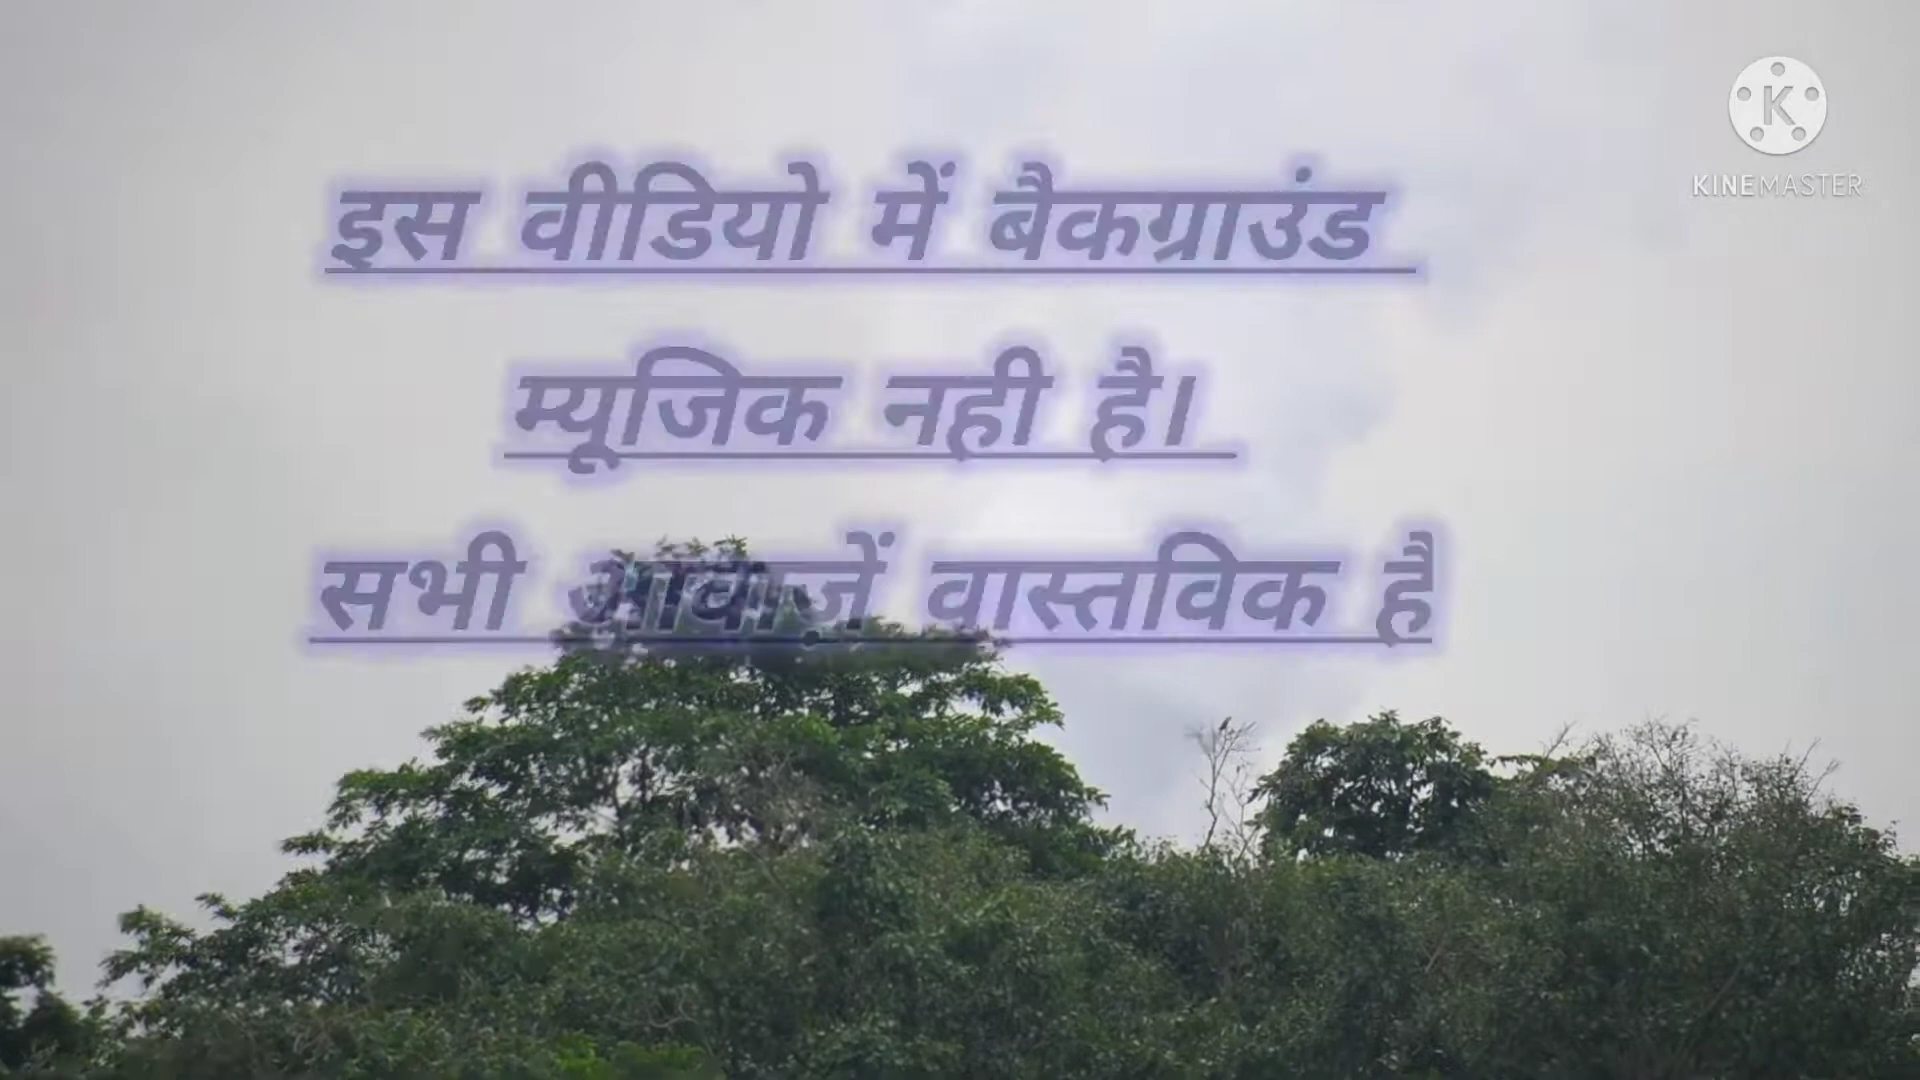 इस वीडियो में बैकग्राउंड
म्यूजिक नही है।
सभी आवाज़ें वास्तविक है
K
KINEMASTER